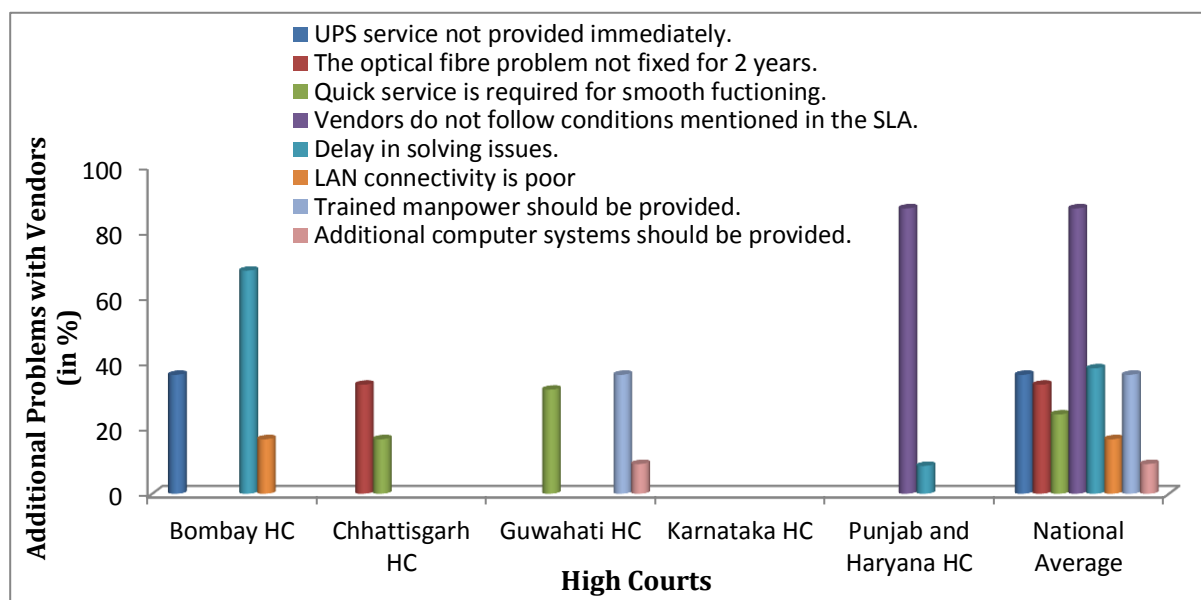 UPS service not provided immediately.
The optical fibre problem not fixed for 2 years.
Quick service is required for smooth fuctioning.
Vendors do not follow conditions mentioned in the SLA.
Delay in solving issues.
LAN connectivity is poor
Trained manpower should be provided.
Additional computer systems should be provided.
Additional Problems with Vendors
(in %)
100
80
60
40
20
0
Bombay HC
Chhattisgarh
HC
Guwahati HC
Karnataka HC
Punjab and
Haryana HC
National
Average
High Courts